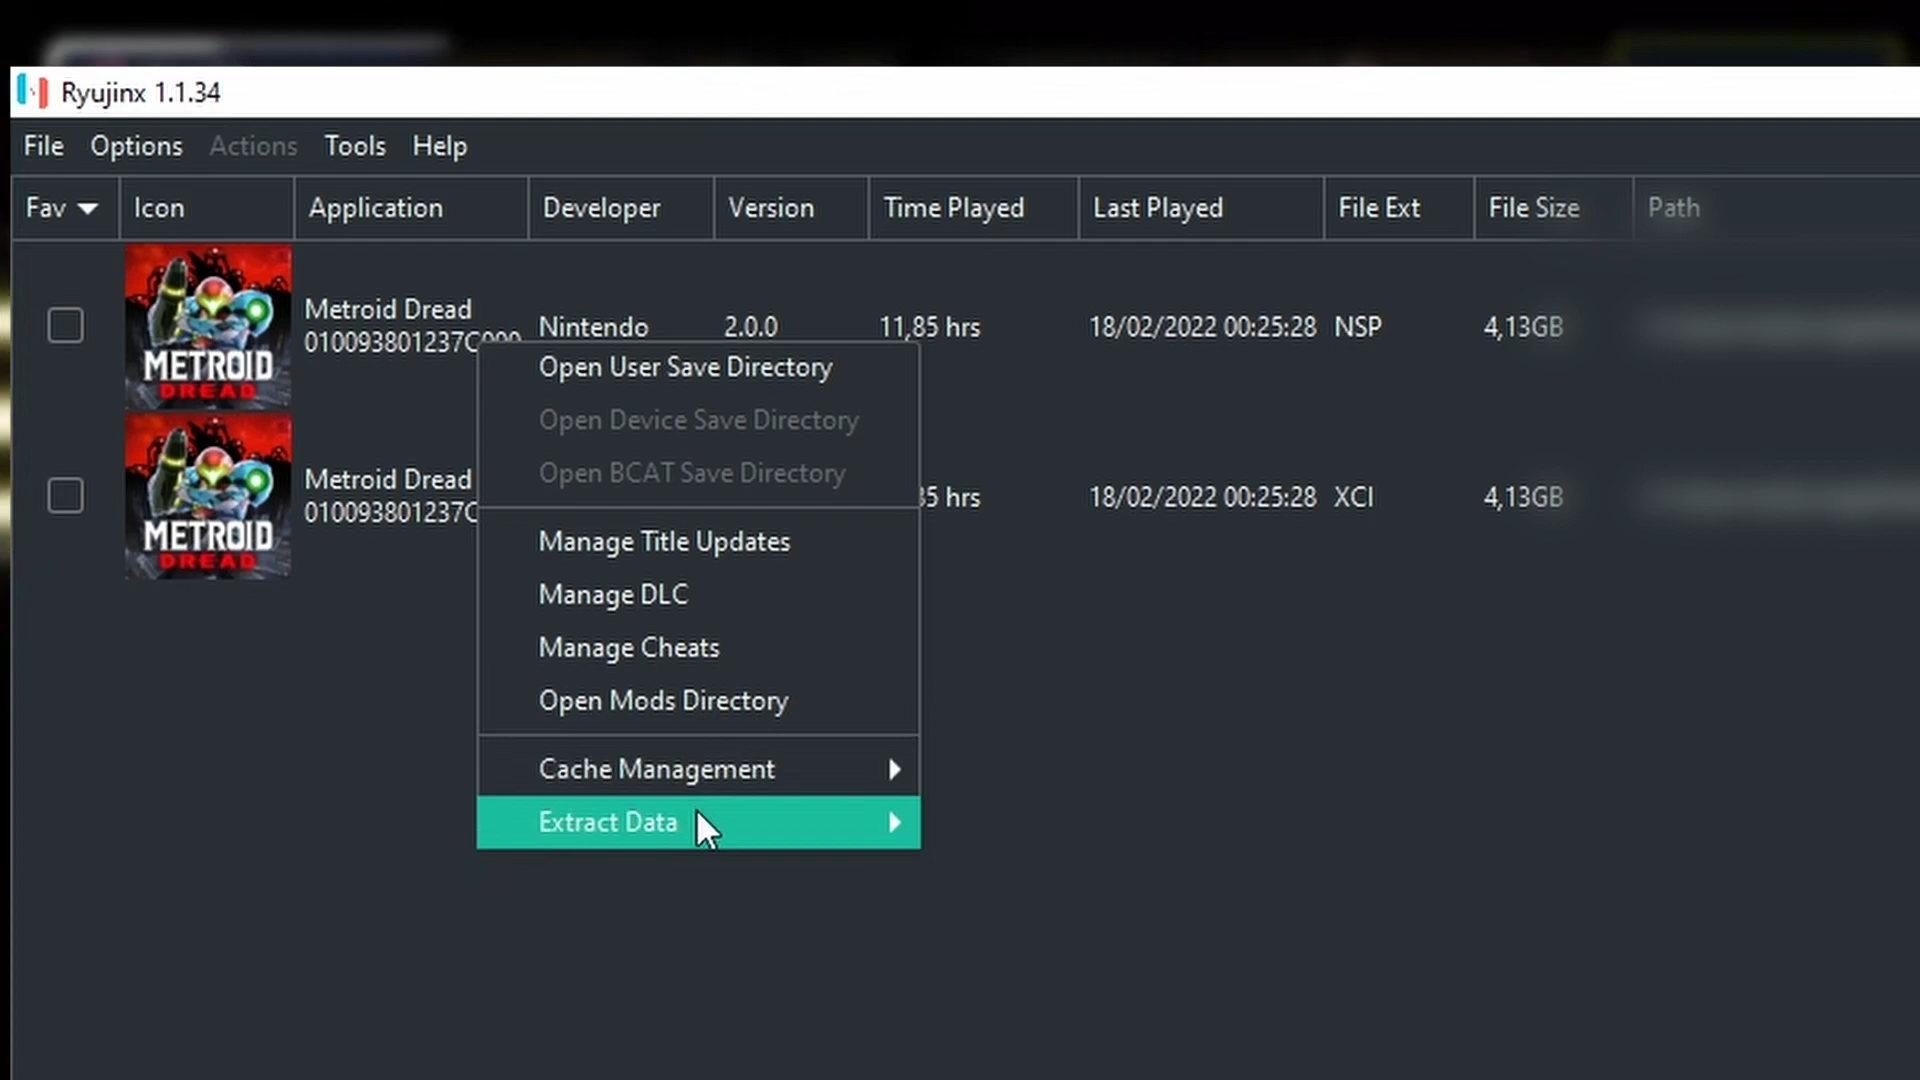 Ryujinx 1.1.34
File Options Actions Tools Help
Fav Icon Application Developer Version Time Played Last Played File Ext File Size Path
METROID
DREAD
Metroid Dread
010093801237C000
Nintendo 2.0.0 11,85 hrs 18/02/2022 00:25:28 NSP 4,13GB
METROID
DREAD
Metroid Dread
010093801237C
35 hrs 18/02/2022 00:25:28 XCI 4,13GB
Open User Save Directory
Open Device Save Directory
Open BCAT Save Directory
Manage Title Updates
Manage DLC
Manage Cheats
Open Mods Directory
Cache Management
Extract Data